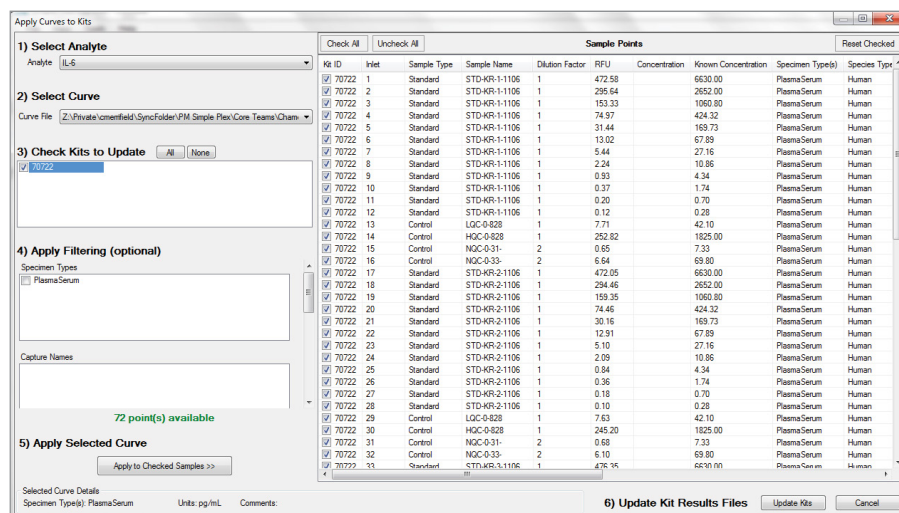 Apply Curves to Kits
1) Select Analyte
Analyte IL-6
2) Select Curve
Curve File Z:\Private\cmemfield\SyncFolder\PM Simple Plex\Core Teams\Cham
3) Check Kits to Update All None
70722
4) Apply Filtering (optional)
Specimen Types
PlasmaSerum
Capture Names
72 point(s) available
5) Apply Selected Curve
Apply to Checked Samples >>
Selected Curve Details
Specimen Type(s): PlasmaSerum Units: pg/mL Comments:
Check All Uncheck All Sample Points Reset Checked
Kit ID Inlet Sample Type Sample Name Dilution Factor RFU Concentration Known Concentration Specimen Type(s) Species Type
70722 1 Standard STD-KR-1-1106 1 472.58 6630.00 PlasmaSerum Human
70722 2 Standard STD-KR-1-1106 1 295.64 2652.00 PlasmaSerum Human
70722 3 Standard STD-KR-1-1106 1 153.33 1060.80 PlasmaSerum Human
70722 4 Standard STD-KR-1-1106 1 74.97 424.32 PlasmaSerum Human
70722 5 Standard STD-KR-1-1106 1 31.44 169.73 PlasmaSerum Human
70722 6 Standard STD-KR-1-1106 1 13.02 67.89 PlasmaSerum Human
70722 7 Standard STD-KR-1-1106 1 5.44 27.16 PlasmaSerum Human
70722 8 Standard STD-KR-1-1106 1 2.24 10.86 PlasmaSerum Human
70722 9 Standard STD-KR-1-1106 1 0.93 4.34 PlasmaSerum Human
70722 10 Standard STD-KR-1-1106 1 0.37 1.74 PlasmaSerum Human
70722 11 Standard STD-KR-1-1106 1 0.20 0.70 PlasmaSerum Human
70722 12 Standard STD-KR-1-1106 1 0.12 0.28 PlasmaSerum Human
70722 13 Control LQC-0-828 1 7.71 42.10 PlasmaSerum Human
70722 14 Control HQC-0-828 1 252.82 1825.00 PlasmaSerum Human
70722 15 Control NQC-0-31- 2 0.65 7.33 PlasmaSerum Human
70722 16 Control NQC-0-33- 2 6.64 69.80 PlasmaSerum Human
70722 17 Standard STD-KR-2-1106 1 472.05 6630.00 PlasmaSerum Human
70722 18 Standard STD-KR-2-1106 1 294.46 2652.00 PlasmaSerum Human
70722 19 Standard STD-KR-2-1106 1 159.35 1060.80 PlasmaSerum Human
70722 20 Standard STD-KR-2-1106 1 74.46 424.32 PlasmaSerum Human
70722 21 Standard STD-KR-2-1106 1 30.16 169.73 PlasmaSerum Human
70722 22 Standard STD-KR-2-1106 1 12.91 67.89 PlasmaSerum Human
70722 23 Standard STD-KR-2-1106 1 5.10 27.16 PlasmaSerum Human
70722 24 Standard STD-KR-2-1106 1 2.09 10.86 PlasmaSerum Human
70722 25 Standard STD-KR-2-1106 1 0.84 4.34 PlasmaSerum Human
70722 26 Standard STD-KR-2-1106 1 0.36 1.74 PlasmaSerum Human
70722 27 Standard STD-KR-2-1106 1 0.18 0.70 PlasmaSerum Human
70722 28 Standard STD-KR-2-1106 1 0.10 0.28 PlasmaSerum Human
70722 29 Control LQC-0-828 1 7.63 42.10 PlasmaSerum Human
70722 30 Control HQC-0-828 1 245.20 1825.00 PlasmaSerum Human
70722 31 Control NQC-0-31- 2 0.68 7.33 PlasmaSerum Human
70722 32 Control NQC-0-33- 2 6.10 69.80 PlasmaSerum Human
70722 33 Standard STD-KR-3-1106 1 476.35 6630.00 PlasmaSerum Human
6) Update Kit Results Files Update Kits Cancel